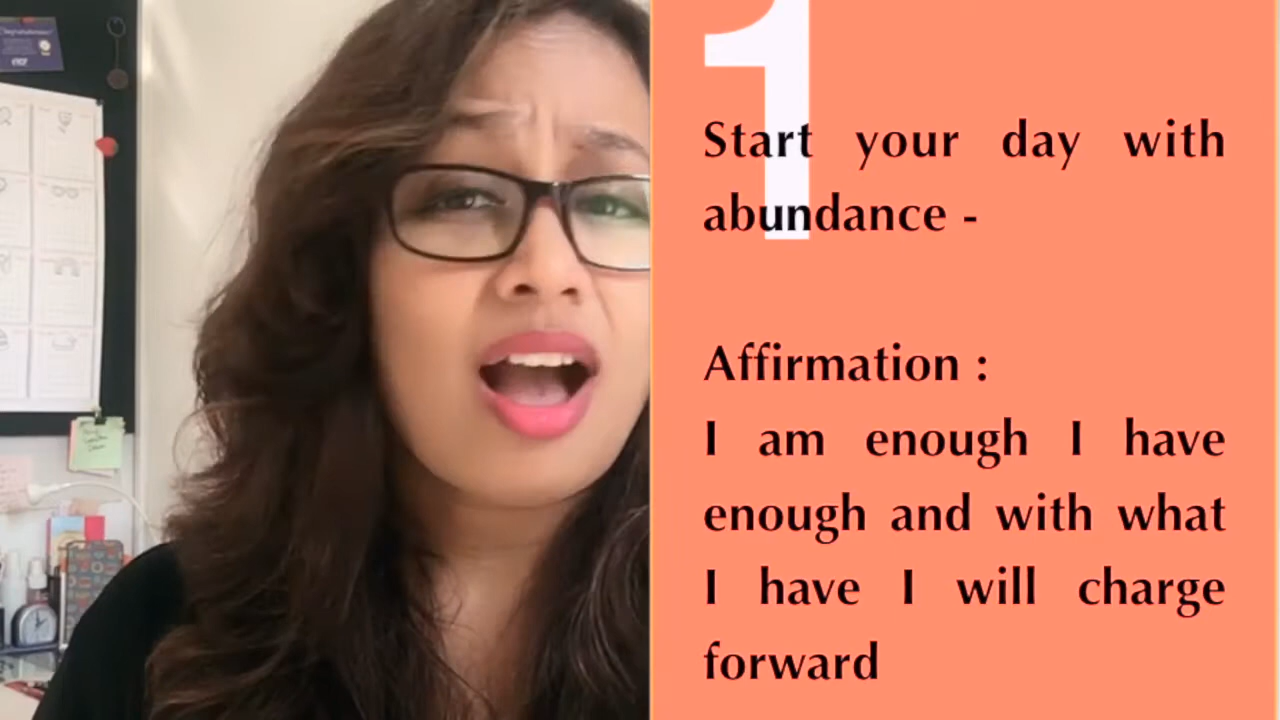 1
Start your day with
abundance -
Affirmation :
I am enough I have
enough and with what
I have I will charge
forward